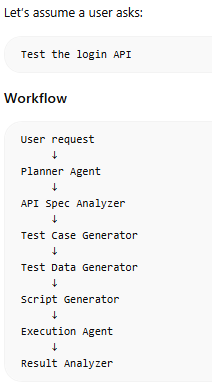 Let's assume a user asks:
Test the login API
Workflow
User request
↓
Planner Agent
↓
API Spec Analyzer
↓
Test Case Generator
↓
Test Data Generator
↓
Script Generator
↓
Execution Agent
↓
Result Analyzer